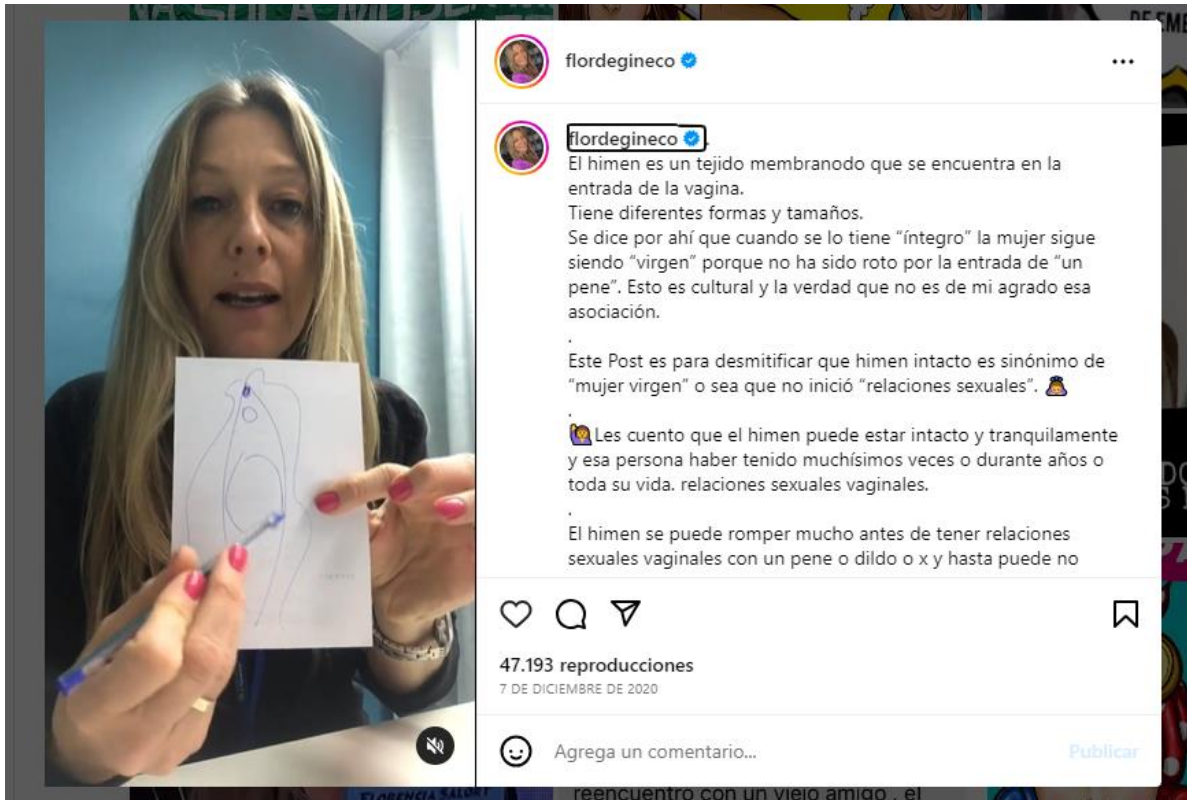 NA SOLA MUJER
DE EME
flordegineco
flordegineco
El himen es un tejido membranodo que se encuentra en la
entrada de la vagina.
Tiene diferentes formas y tamaños.
Se dice por ahí que cuando se lo tiene “íntegro” la mujer sigue
siendo “virgen” porque no ha sido roto por la entrada de “un
pene”. Esto es cultural y la verdad que no es de mi agrado esa
asociación.
.
Este Post es para desmitificar que himen intacto es sinónimo de
“mujer virgen” o sea que no inició “relaciones sexuales”. 🙇‍♀️
.
🙋‍♀️Les cuento que el himen puede estar intacto y tranquilamente
y esa persona haber tenido muchísimos veces o durante años o
toda su vida. relaciones sexuales vaginales.
.
El himen se puede romper mucho antes de tener relaciones
sexuales vaginales con un pene o dildo o x y hasta puede no
47.193 reproducciones
7 DE DICIEMBRE DE 2020
Agrega un comentario...
Publicar
FLORENCIA SALORT
reencuentro con un viejo amigo , el